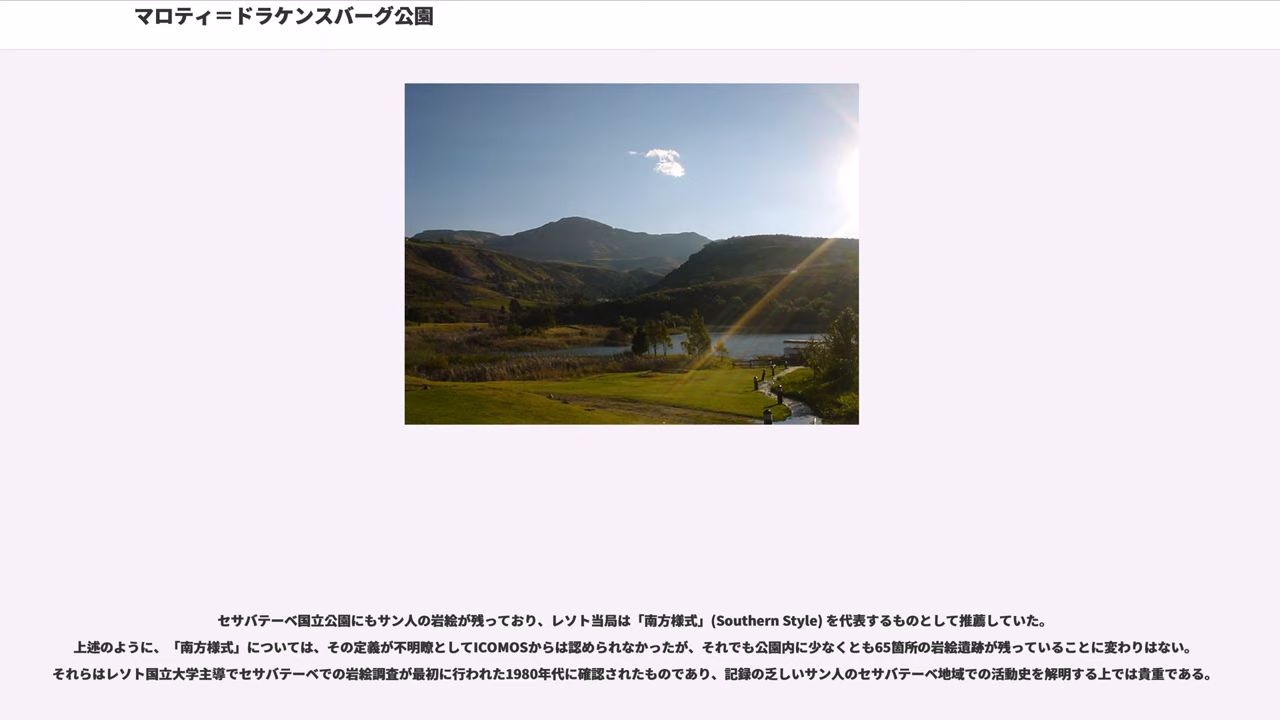 マロティ＝ドラケンスバーグ公園
セサバテーベ国立公園にもサン人の岩絵が残っており、レソト当局は「南方様式」(Southern Style) を代表するものとして推薦していた。
上述のように、「南方様式」については、その定義が不明瞭としてICOMOSからは認められなかったが、それでも公園内に少なくとも65箇所の岩絵遺跡が残っていることに変わりはない。
それらはレソト国立大学主導でセサバテーベでの岩絵調査が最初に行われた1980年代に確認されたものであり、記録の乏しいサン人のセサバテーベ地域での活動史を解明する上では貴重である。